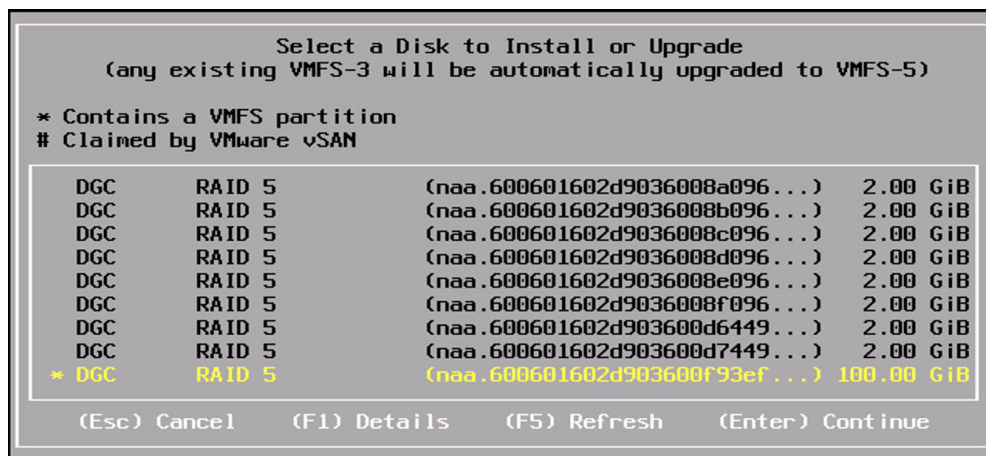 Select a Disk to Install or Upgrade
(any existing VMFS-3 will be automatically upgraded to VMFS-5)
* Contains a VMFS partition
# Claimed by VMware vSAN
DGC RAID 5 (naa.600601602d9036008a096...) 2.00 GiB
DGC RAID 5 (naa.600601602d9036008b096...) 2.00 GiB
DGC RAID 5 (naa.600601602d9036008c096...) 2.00 GiB
DGC RAID 5 (naa.600601602d9036008d096...) 2.00 GiB
DGC RAID 5 (naa.600601602d9036008e096...) 2.00 GiB
DGC RAID 5 (naa.600601602d9036008f096...) 2.00 GiB
DGC RAID 5 (naa.600601602d903600d6449...) 2.00 GiB
DGC RAID 5 (naa.600601602d903600d7449...) 2.00 GiB
* DGC RAID 5 (naa.600601602d903600f93ef...) 100.00 GiB
(Esc) Cancel (F1) Details (F5) Refresh (Enter) Continue